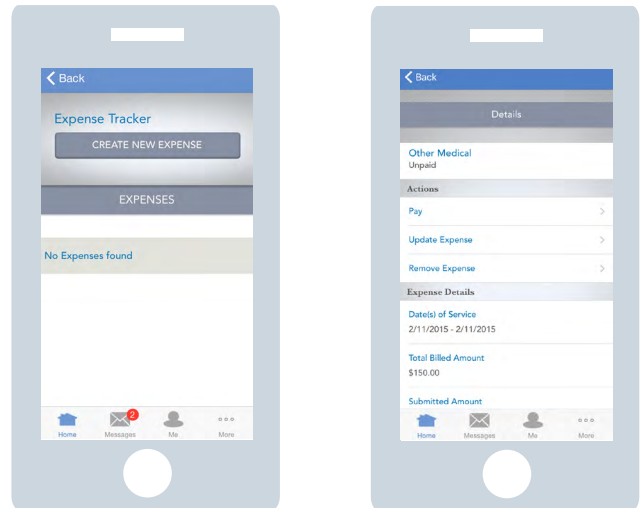 Back
Expense Tracker
CREATE NEW EXPENSE
EXPENSES
No Expenses found
2
Home Messages Me More
Back
Details
Other Medical
Unpaid
Actions
Pay
Update Expense
Remove Expense
Expense Details
Date(s) of Service
2/11/2015 - 2/11/2015
Total Billed Amount
$150.00
Submitted Amount
Home Messages Me More